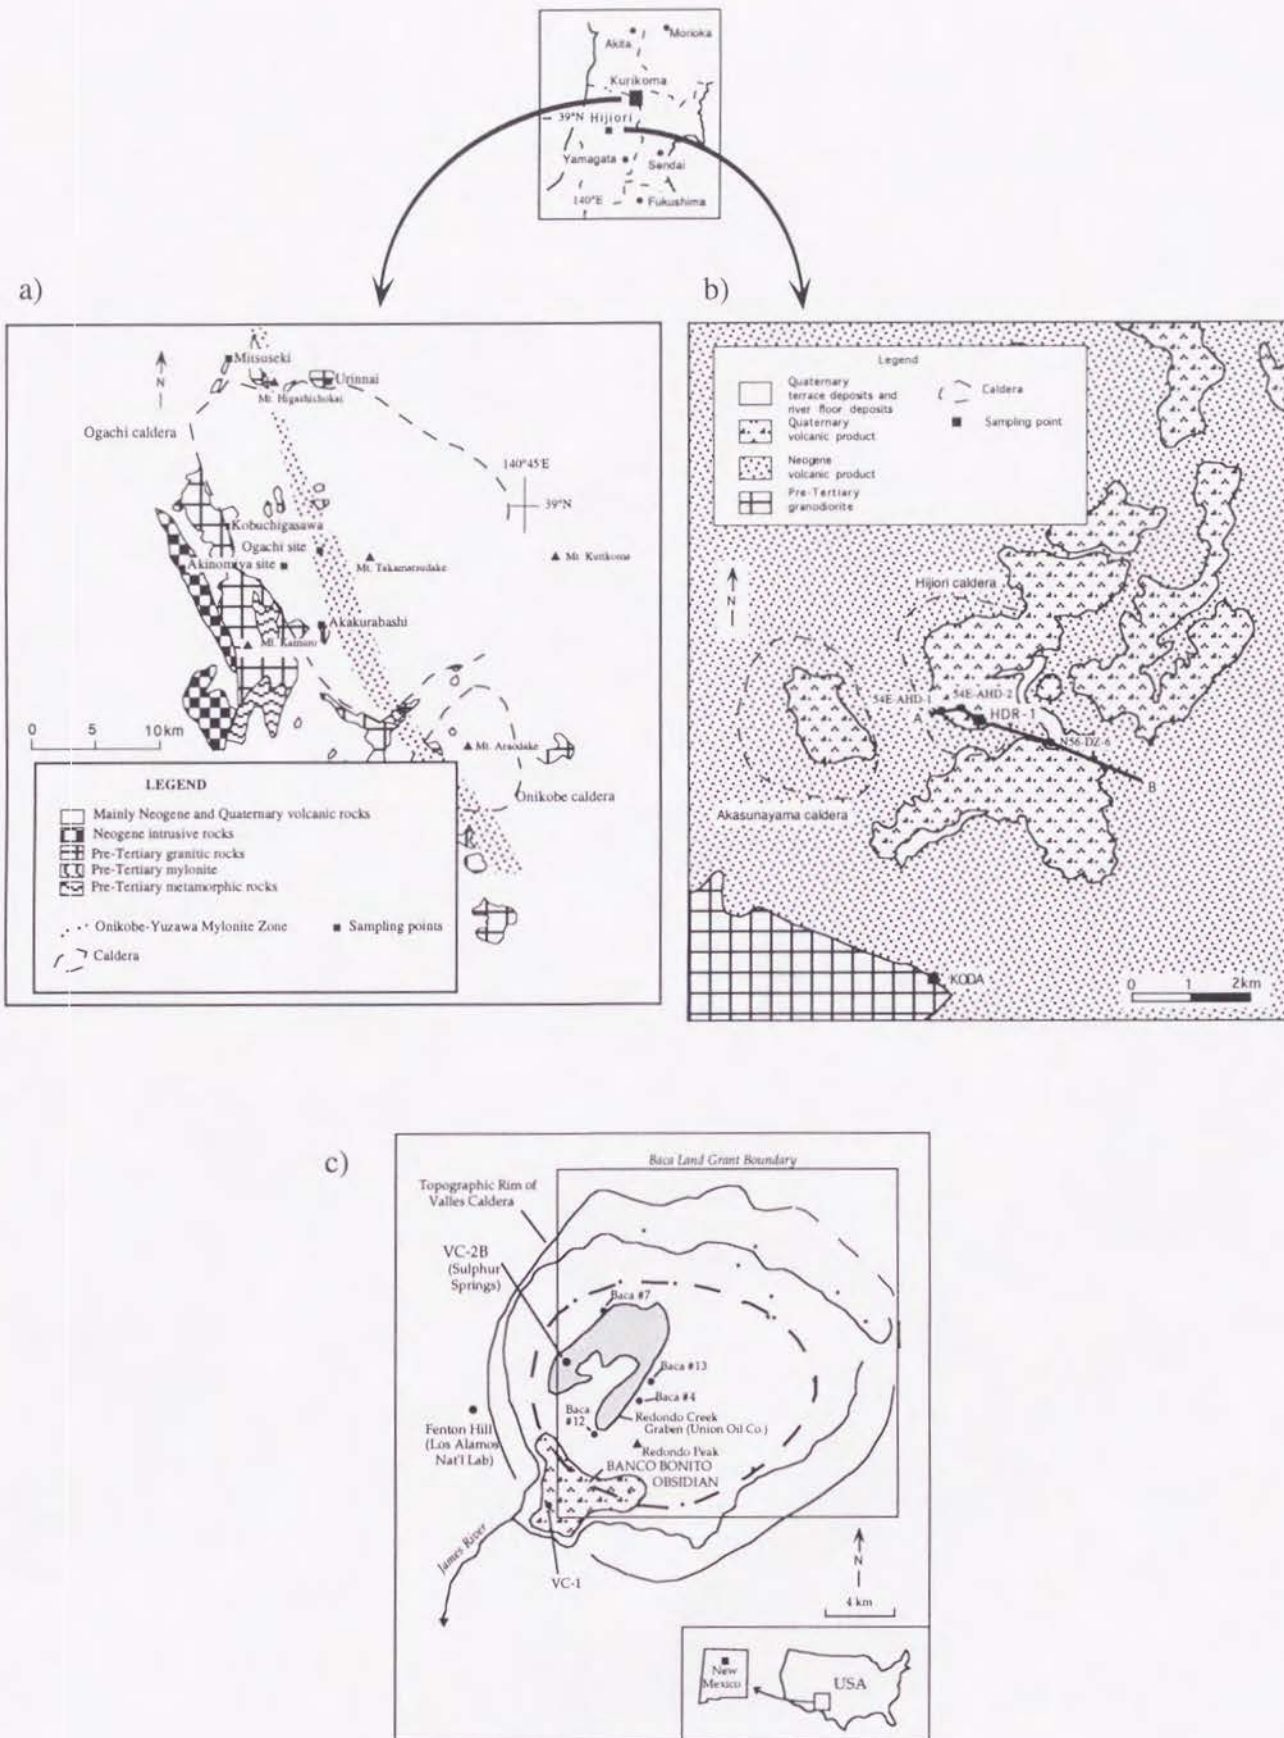 Akita
Morioka
Kurikoma
39°N Hijiori
Yamagata
Sendai
140°E
Fukushima
a)
Mitsuseki
N
Urinnai
Mt. Higashichokai
Ogachi caldera
140°45'E
39°N
Kobuchigasawa
Ogachi site
Akinomiya site
Mt. Takamatsudake
Mt. Kurikoma
Akakurabashi
Mt. Kamuro
0 5 10km
Mt. Araodake
Onikobe caldera
LEGEND
Mainly Neogene and Quaternary volcanic rocks
Neogene intrusive rocks
Pre-Tertiary granitic rocks
Pre-Tertiary mylonite
Pre-Tertiary metamorphic rocks
Onikobe-Yuzawa Mylonite Zone
Sampling points
Caldera
b)
Legend
Quaternary
terrace deposits and
river floor deposits
Caldera
Quaternary
volcanic product
Sampling point
Neogene
volcanic product
Pre-Tertiary
granodiorite
N
Hijiori caldera
54E-AHD-1
54E-AHD-2
A
HDR-1
N56-DZ-6
B
Akasunayama caldera
KODA
0 1 2km
c)
Baca Land Grant Boundary
Topographic Rim of
Valles Caldera
VC-2B
(Sulphur
Springs)
Baca #7
Baca #13
Baca #4
Baca
#12
Redondo Creek
Graben (Union Oil Co.)
Fenton Hill
(Los Alamos
Nat'l Lab)
Redondo Peak
BANCO BONITO
OBSIDIAN
James River
VC-1
N
4 km
New
Mexico
USA